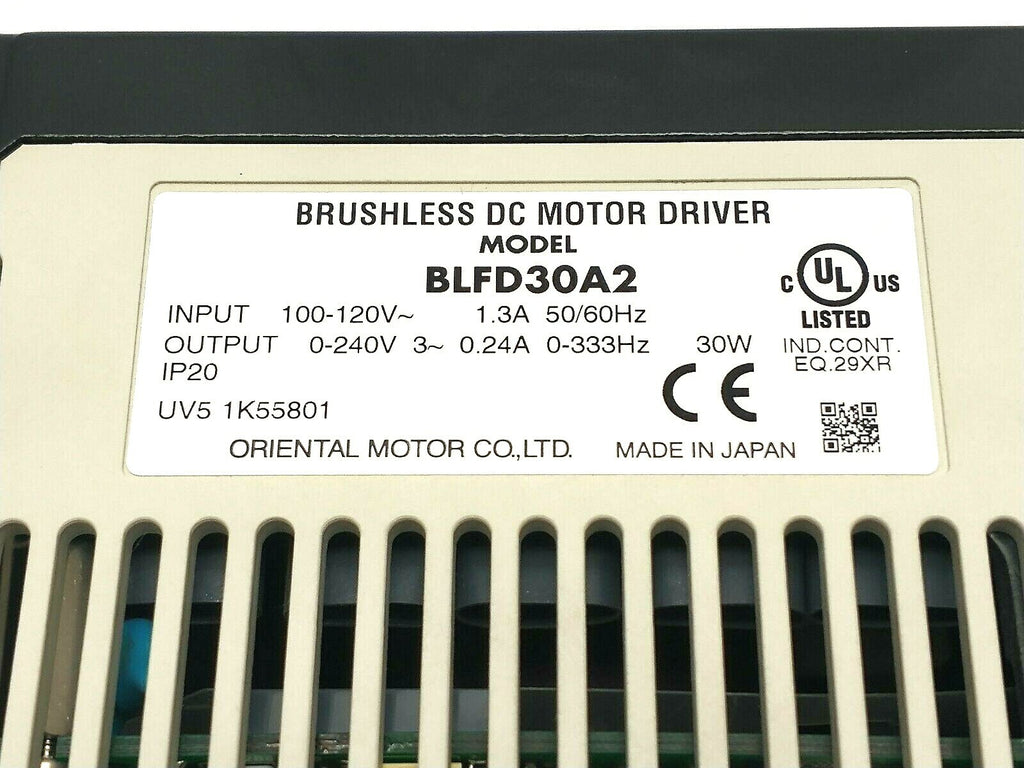 BRUSHLESS DC MOTOR DRIVER
MODEL
BLFD30A2
INPUT 100-120V~ 1.3A 50/60Hz
OUTPUT 0-240V 3~ 0.24A 0-333Hz 30W
IP20
UV5 1K55801
ORIENTAL MOTOR CO.,LTD. MADE IN JAPAN
C UL US
LISTED
IND.CONT.
EQ.29XR
CE